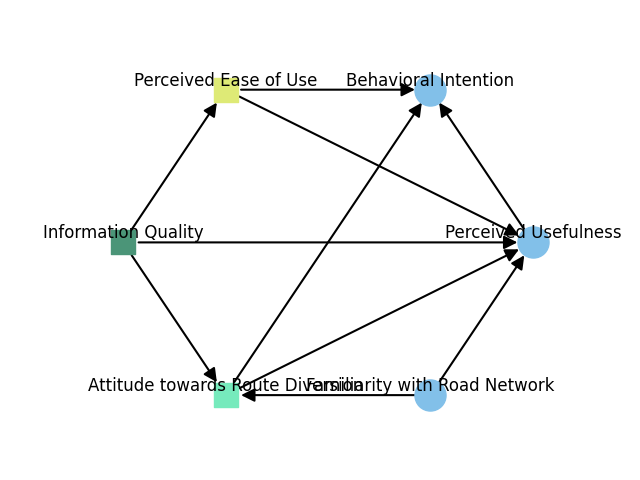 Perceived Ease of Use
Behavioral Intention
Information Quality
Perceived Usefulness
Attitude towards Route Diversion
Familiarity with Road Network